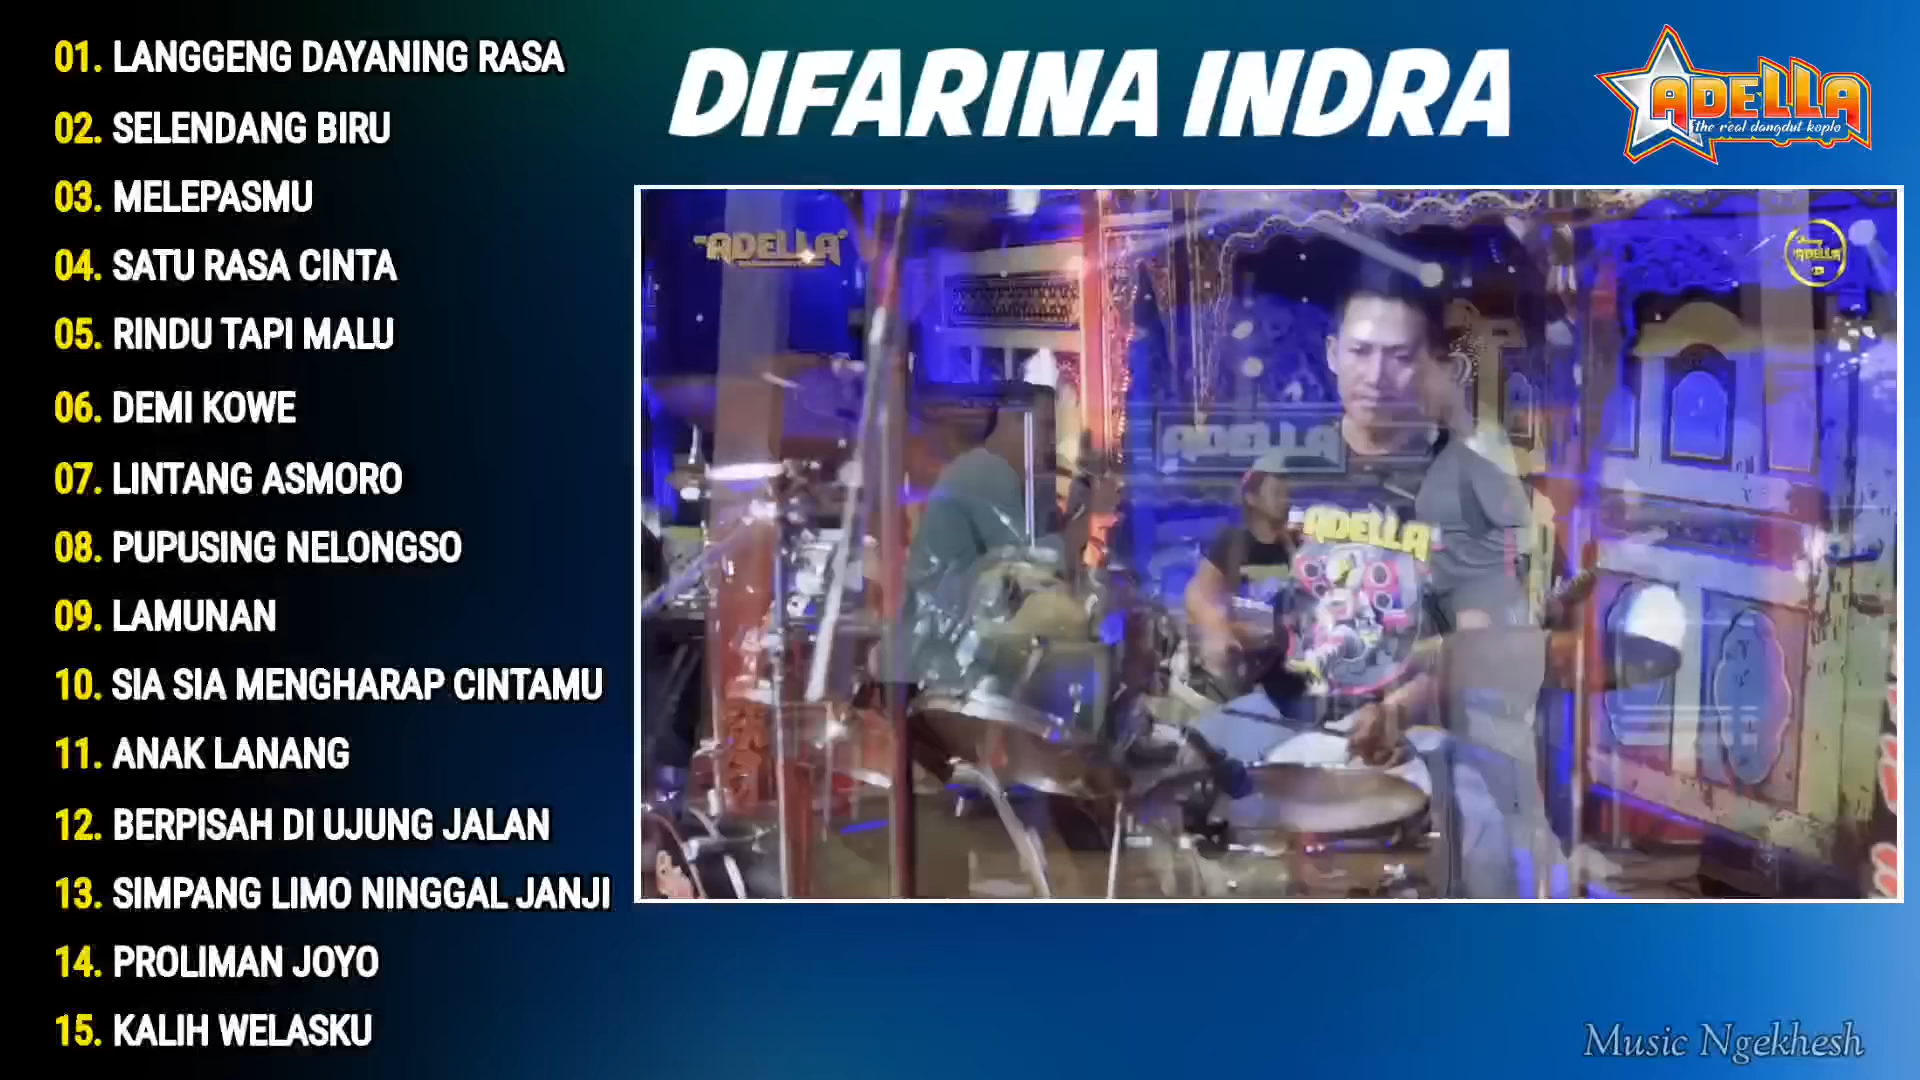 01. LANGGENG DAYANING RASA
02. SELENDANG BIRU
03. MELEPASMU
04. SATU RASA CINTA
05. RINDU TAPI MALU
06. DEMI KOWE
07. LINTANG ASMORO
08. PUPUSING NELONGSO
09. LAMUNAN
10. SIA SIA MENGHARAP CINTAMU
11. ANAK LANANG
12. BERPISAH DI UJUNG JALAN
13. SIMPANG LIMO NINGGAL JANJI
14. PROLIMAN JOYO
15. KALIH WELASKU
DIFARINA INDRA
ADELLA
the real dangdut koplo
ADELLA
ADELLA
ADELLA
ADELLA
Music Ngekhesh